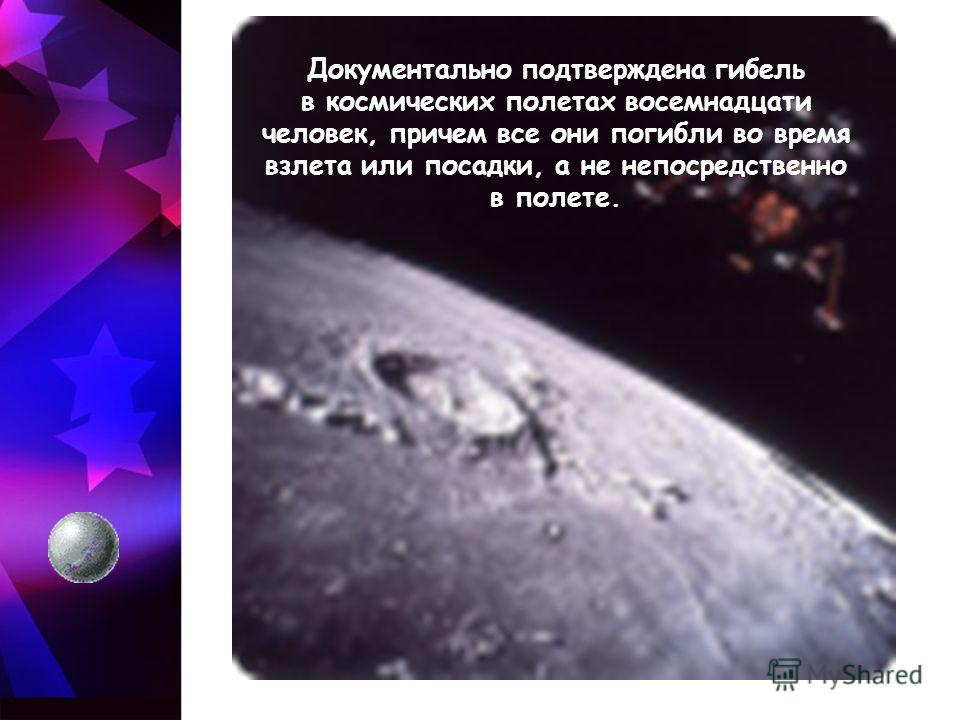 Документально подтверждена гибель
в космических полетах восемнадцати
человек, причем все они погибли во время
взлета или посадки, а не непосредственно
в полете.
MyShared